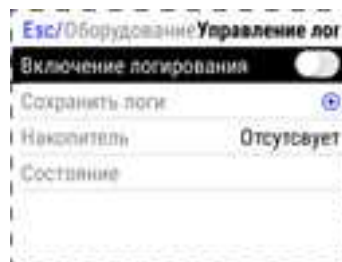 Esc/Оборудование Управление лог
Включение логирования
Сохранить логи
Накопитель Отсутсвует
Состояние